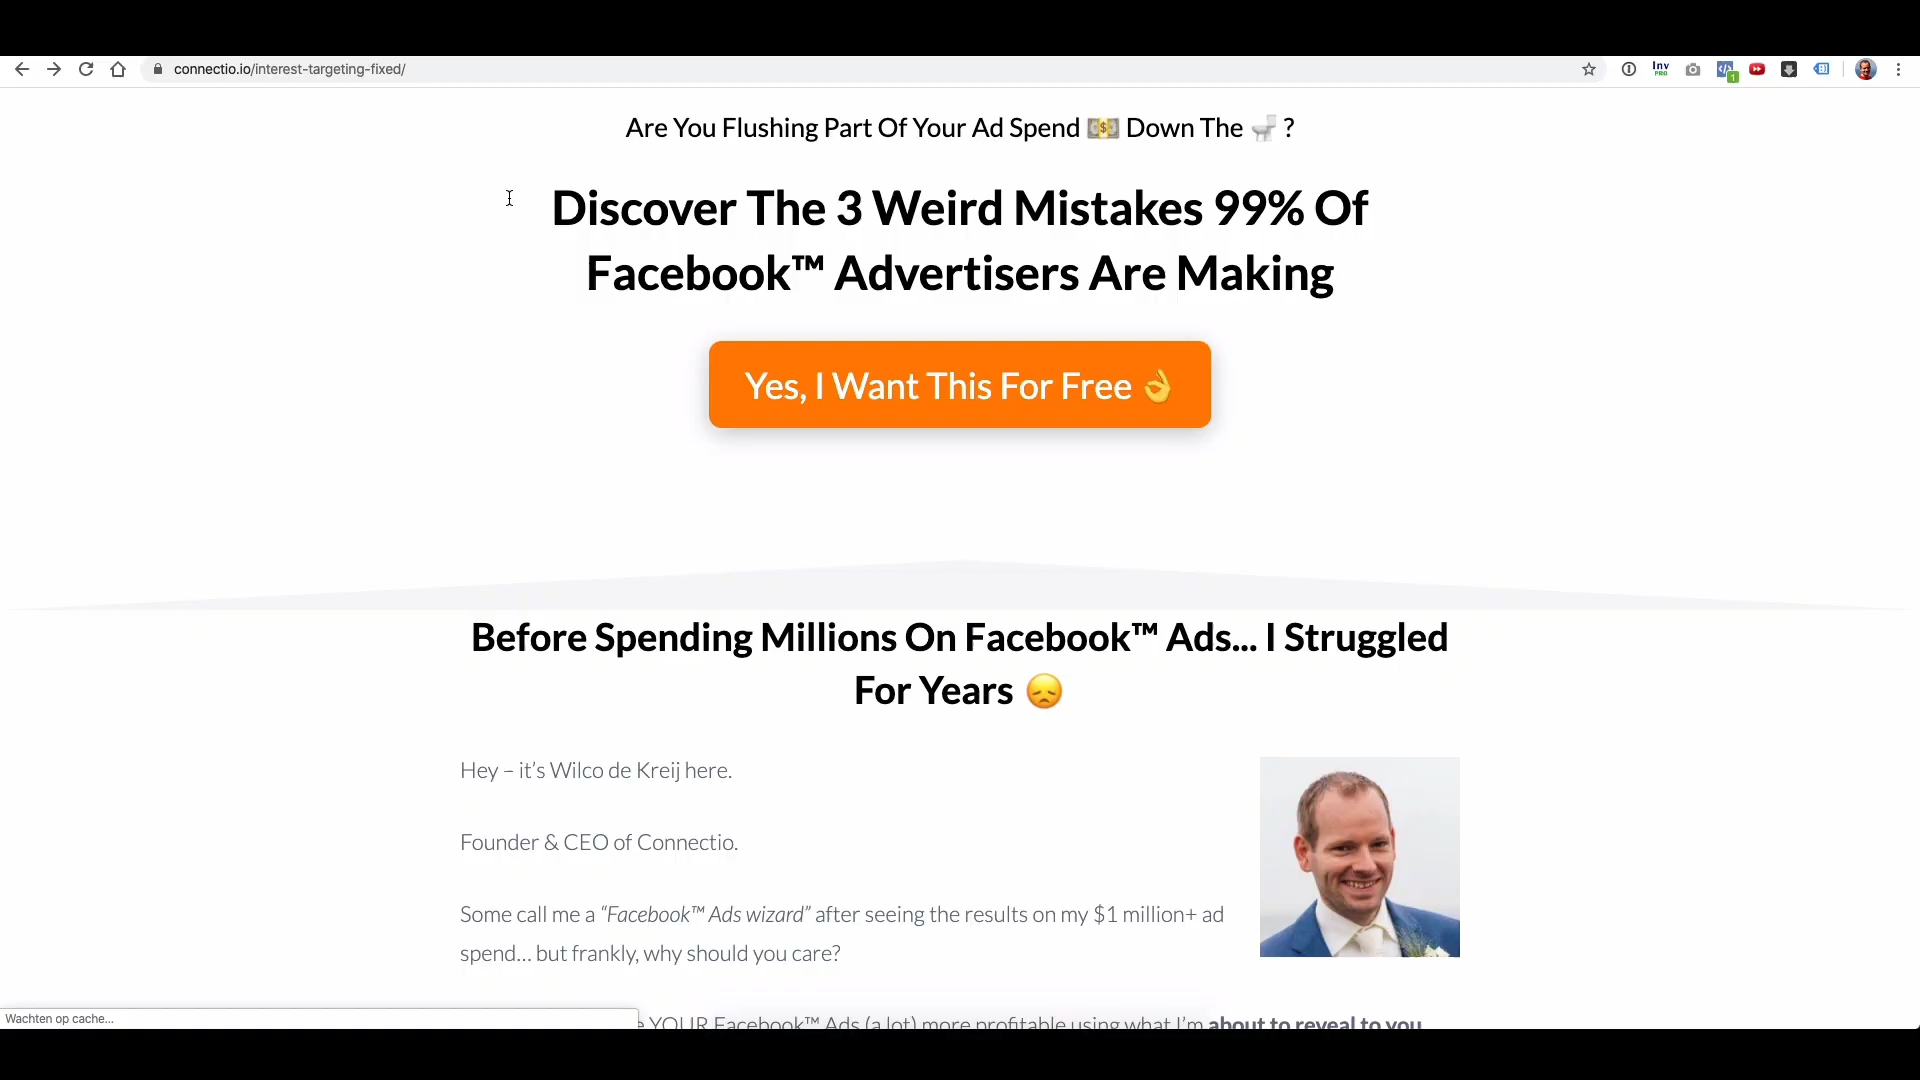 connectio.io/interest-targeting-fixed/
Inv
PRO
1
Are You Flushing Part Of Your Ad Spend 💵 Down The 🚽 ?
Discover The 3 Weird Mistakes 99% Of
Facebook™ Advertisers Are Making
Yes, I Want This For Free 👌
Before Spending Millions On Facebook™ Ads... I Struggled
For Years 😞
Hey – it's Wilco de Kreij here.
Founder & CEO of Connectio.
Some call me a "Facebook™ Ads wizard" after seeing the results on my $1 million+ ad
spend... but frankly, why should you care?
YOUR Facebook™ Ads (a lot) more profitable using what I'm about to reveal to you
Wachten op cache...